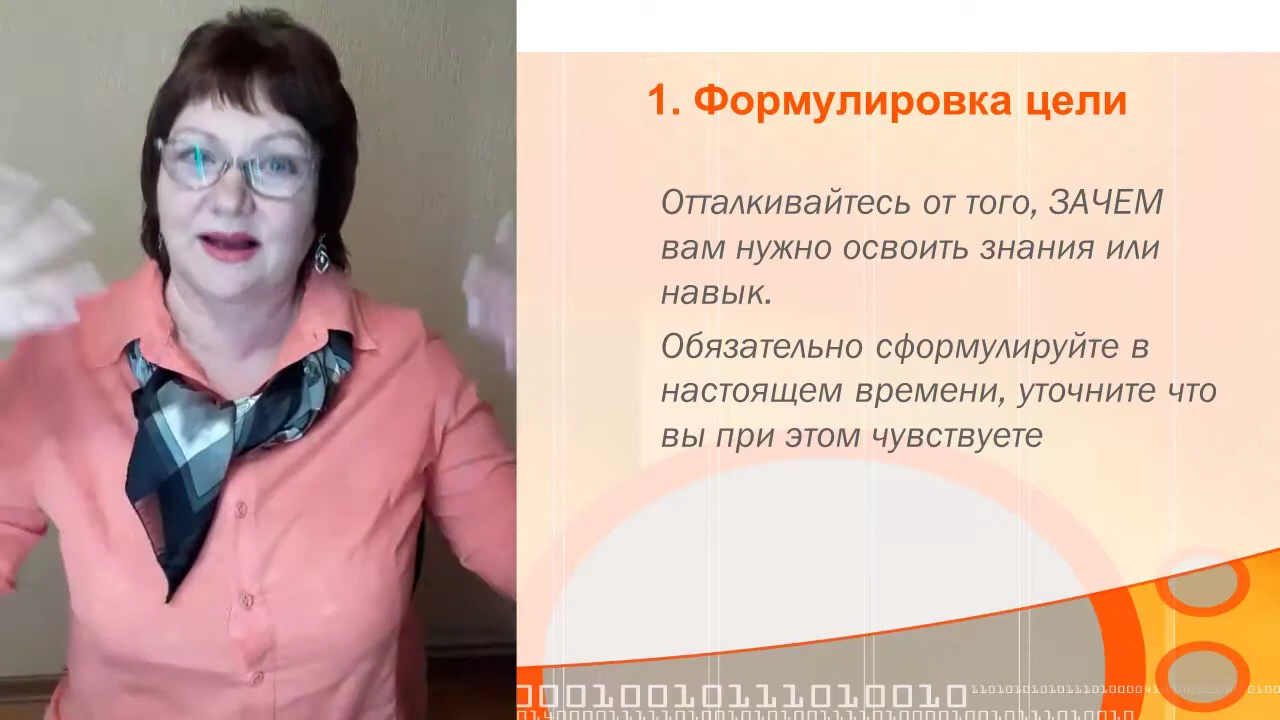 1. Формулировка цели
Отталкивайтесь от того, ЗАЧЕМ
вам нужно освоить знания или
навык.
Обязательно сформулируйте в
настоящем времени, уточните что
вы при этом чувствуете